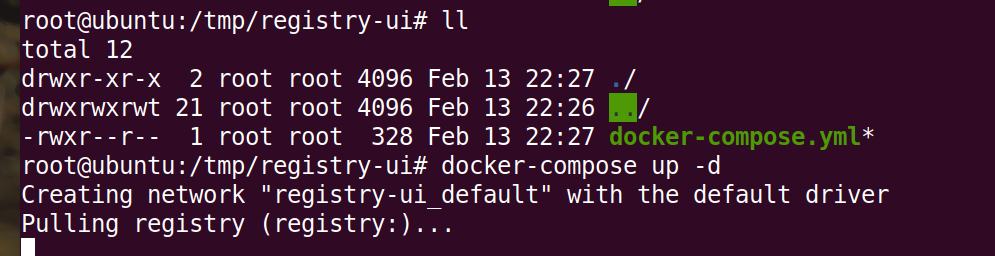 root@ubuntu:/tmp/registry-ui# ll
total 12
drwxr-xr-x  2 root root 4096 Feb 13 22:27 ./
drwxrwxrwt 21 root root 4096 Feb 13 22:26 ../
-rwxr--r--  1 root root  328 Feb 13 22:27 docker-compose.yml*
root@ubuntu:/tmp/registry-ui# docker-compose up -d
Creating network "registry-ui_default" with the default driver
Pulling registry (registry:)...